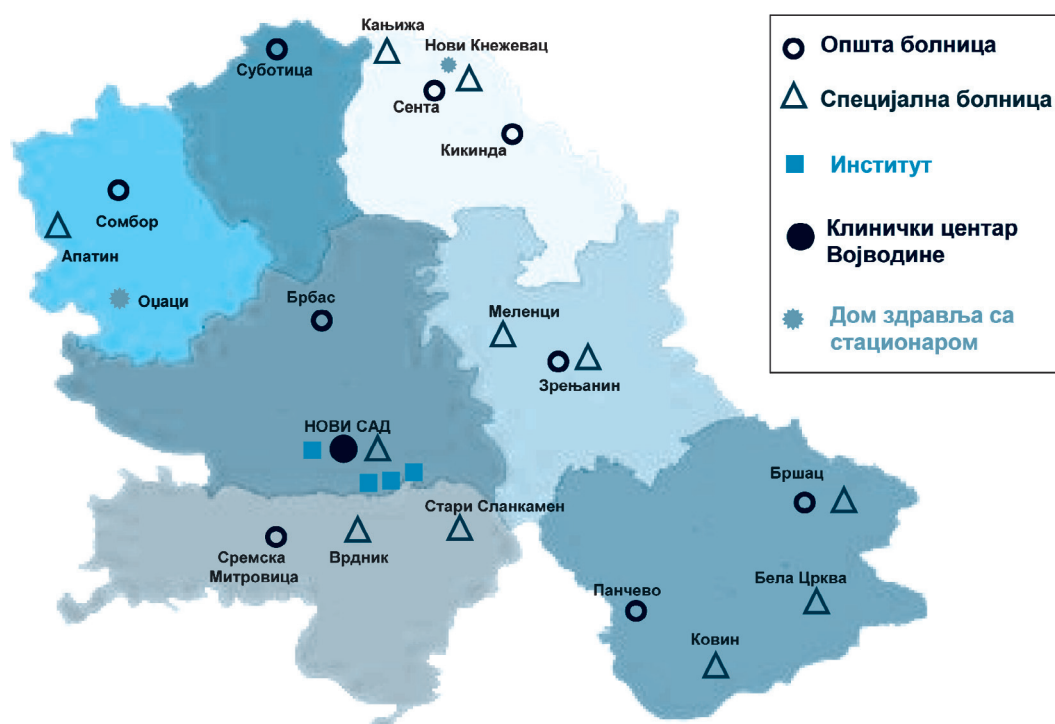 Кањижа
Нови Кнежевац
Суботица
Сента
Кикинда
Сомбор
Апатин
Оџаци
Брбас
Меленци
Зрењанин
НОВИ САД
Бршац
Стари Сланкамен
Сремска
Митровица
Врдник
Панчево
Бела Црква
Ковин
Општа болница
Специјална болница
Институт
Клинички центар
Војводине
Дом здравља са
стационаром